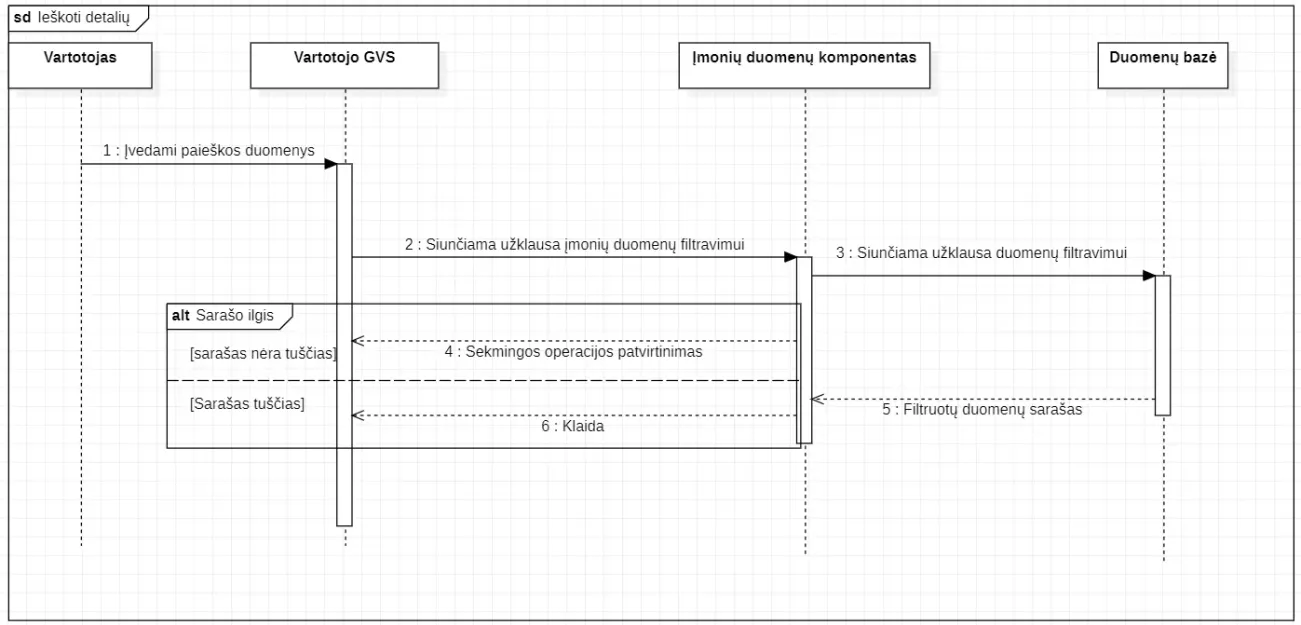 sd Ieškoti detalių
Vartotojas
Vartotojo GVS
Įmonių duomenų komponentas
Duomenų bazė
1 : Įvedami paieškos duomenys
2 : Siunčiama užklausa įmonių duomenų filtravimui
3 : Siunčiama užklausa duomenų filtravimui
alt Sarašo ilgis
[sarašas nėra tuščias]
4 : Sekmingos operacijos patvirtinimas
[Sarašas tuščias]
5 : Filtruotų duomenų sarašas
6 : Klaida